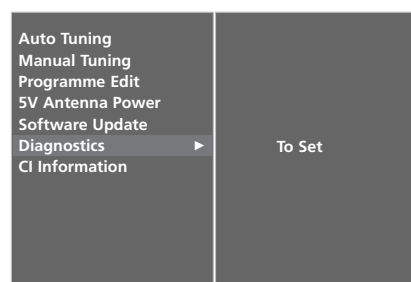 Auto Tuning
Manual Tuning
Programme Edit
5V Antenna Power
Software Update
Diagnostics ►
To Set
CI Information